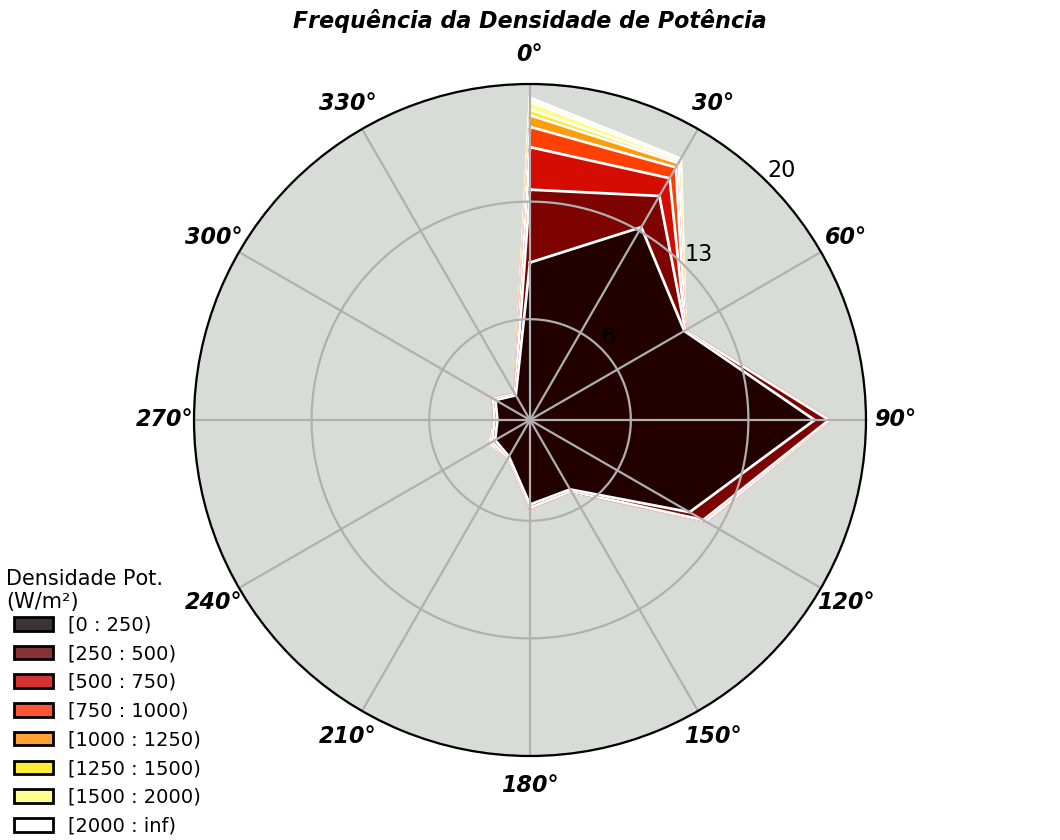 Frequência da Densidade de Potência
0°
330°
30°
20
300°
60°
13
6
270°
90°
240°
120°
210°
150°
180°
Densidade Pot.
(W/m²)
[0 : 250)
[250 : 500)
[500 : 750)
[750 : 1000)
[1000 : 1250)
[1250 : 1500)
[1500 : 2000)
[2000 : inf)